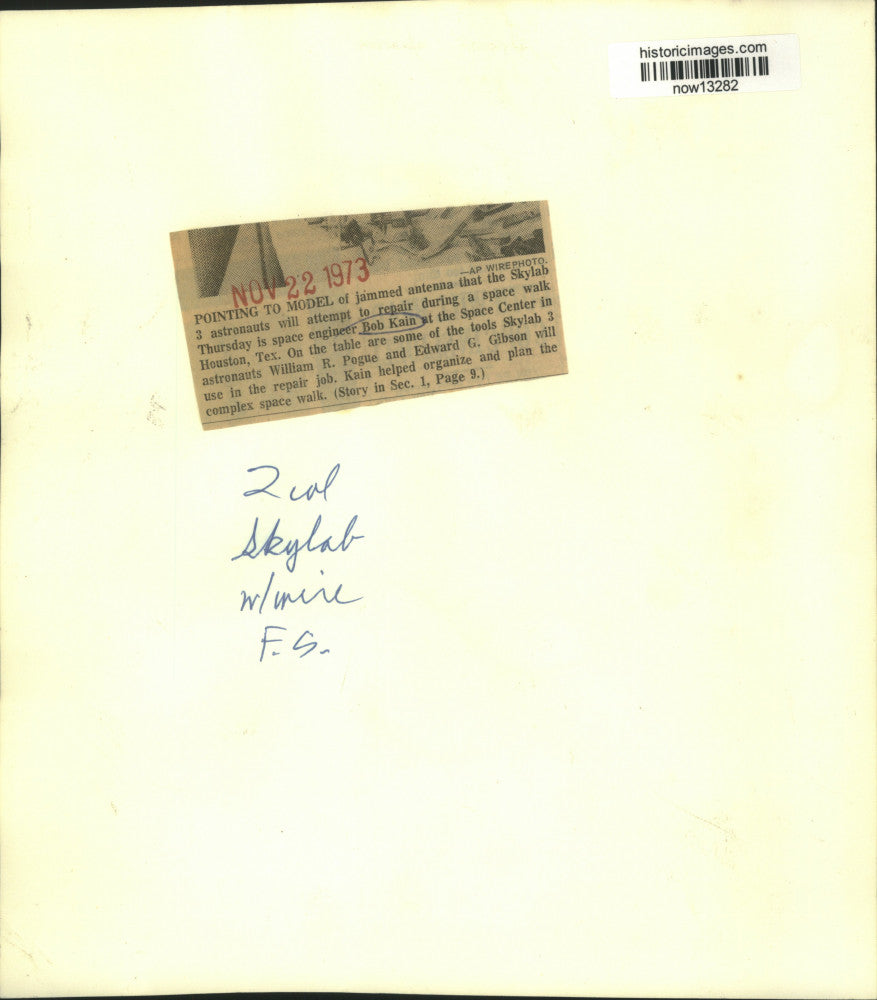 historicimages.com
now13282
—AP WIREPHOTO.
NOV 22 1973
POINTING TO MODEL of jammed antenna that the Skylab
3 astronauts will attempt to repair during a space walk
Thursday is space engineer Bob Kain at the Space Center in
Houston, Tex. On the table are some of the tools Skylab 3
astronauts William R. Pogue and Edward G. Gibson will
use in the repair job. Kain helped organize and plan the
complex space walk. (Story in Sec. 1, Page 9.)
2 col
Skylab
w/wire
F.S.